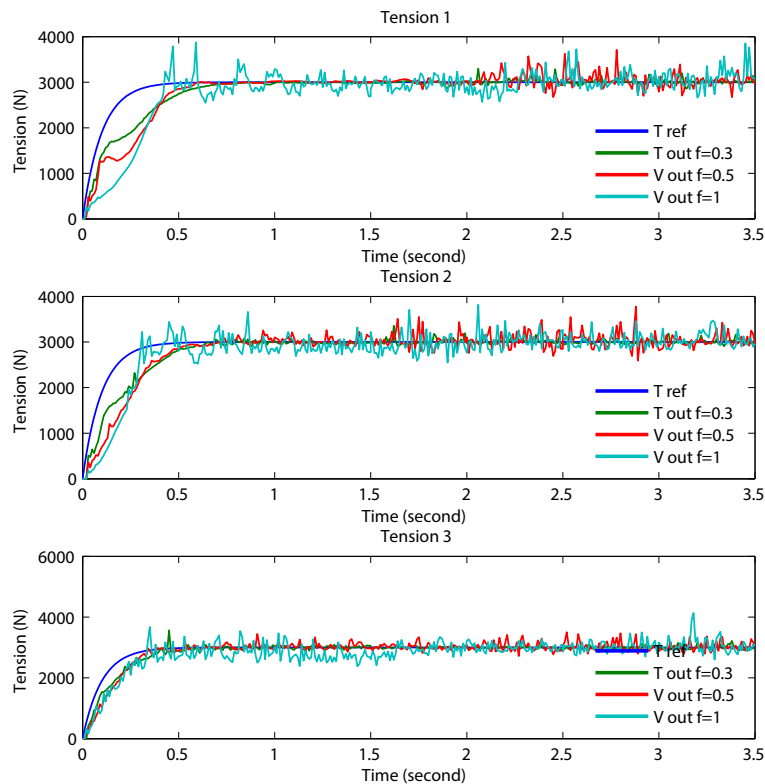 Tension 1
4000
3000
2000
1000
0
Tension (N)
T ref
T out f=0.3
V out f=0.5
V out f=1
0
0.5
1
1.5
2
2.5
3
3.5
Time (second)
Tension 2
4000
3000
2000
1000
0
Tension (N)
T ref
T out f=0.3
V out f=0.5
V out f=1
0
0.5
1
1.5
2
2.5
3
3.5
Time (second)
Tension 3
6000
4000
2000
0
Tension (N)
T ref
T out f=0.3
V out f=0.5
V out f=1
0
0.5
1
1.5
2
2.5
3
3.5
Time (second)